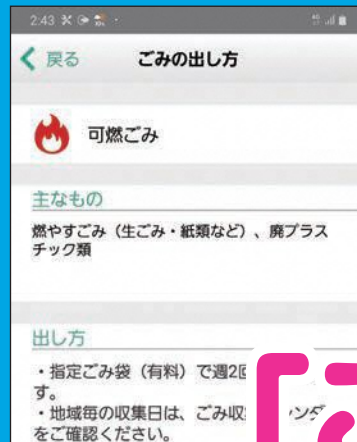 2:43
戻る ごみの出し方
可燃ごみ
主なもの
燃やすごみ（生ごみ・紙類など）、廃プラス
チック類
出し方
・指定ごみ袋（有料）で週2回
す。
・地域毎の収集日は、ごみ収
をご確認ください。